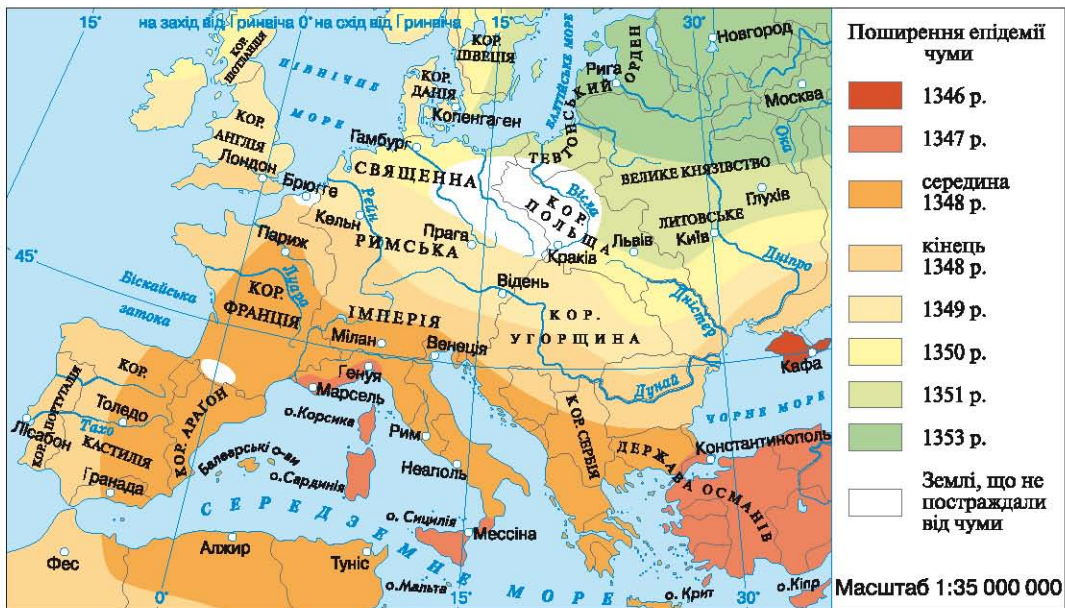 на захід від Гринвіча 0° на схід від Гринвіча
15°
30°
КОР.
ШОТЛАНДІЯ
ПІВНІЧНЕ
МОРЕ
КОР.
ШВЕЦІЯ
КОР.
ДАНІЯ
Копенгаген
БАЛТІЙСЬКЕ МОРЕ
Рига
ТЕВТОНСЬКИЙ ОРДЕН
Новгород
Москва
Ока
КОР.
АНГЛІЯ
Лондон
Гамбург
Брюґґе
СВЯЩЕННА
РИМСЬКА
ІМПЕРІЯ
Рейн
Кельн
Прага
Вісла
КОР.
ПОЛЬЩА
Краків
Львів
ВЕЛИКЕ КНЯЗІВСТВО
ЛИТОВСЬКЕ
Глухів
Київ
Дніпро
Дністер
45°
Париж
Луара
Біскайська
затока
КОР.
ФРАНЦІЯ
Відень
КОР.
УГОРЩИНА
Мілан
Венеція
Генуя
Марсель
Дунай
Кафа
ЧОРНЕ МОРЕ
КОР. ПОРТУГАЛІЯ
КОР.
КАСТИЛІЯ
Толедо
Тахо
Лісабон
Гранада
КОР. АРАГОН
Балеарські о-ви
о.Корсика
о.Сардинія
Рим
Неаполь
КОР. СЕРБІЯ
Константинополь
ДЕРЖАВА ОСМАНІВ
СЕРЕДЗЕМНЕ МОРЕ
о. Сицилія
Мессіна
Фес
Алжир
Туніс
о.Мальта
о. Крит
о.Кіпр
0°
15°
30°
Поширення епідемії
чуми
1346 р.
1347 р.
середина
1348 р.
кінець
1348 р.
1349 р.
1350 р.
1351 р.
1353 р.
Землі, що не
постраждали
від чуми
Масштаб 1:35 000 000